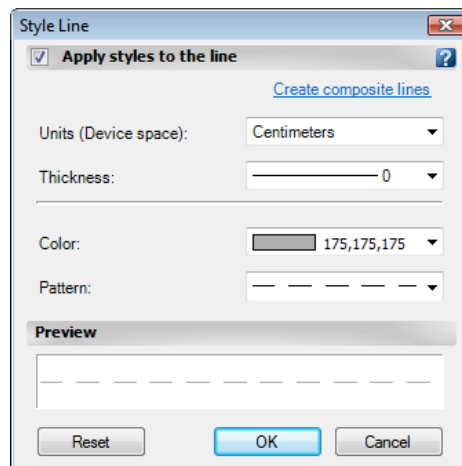 Style Line
Apply styles to the line
?
Create composite lines
Units (Device space):
Centimeters
Thickness:
0
Color:
175,175,175
Pattern:
Preview
Reset
OK
Cancel